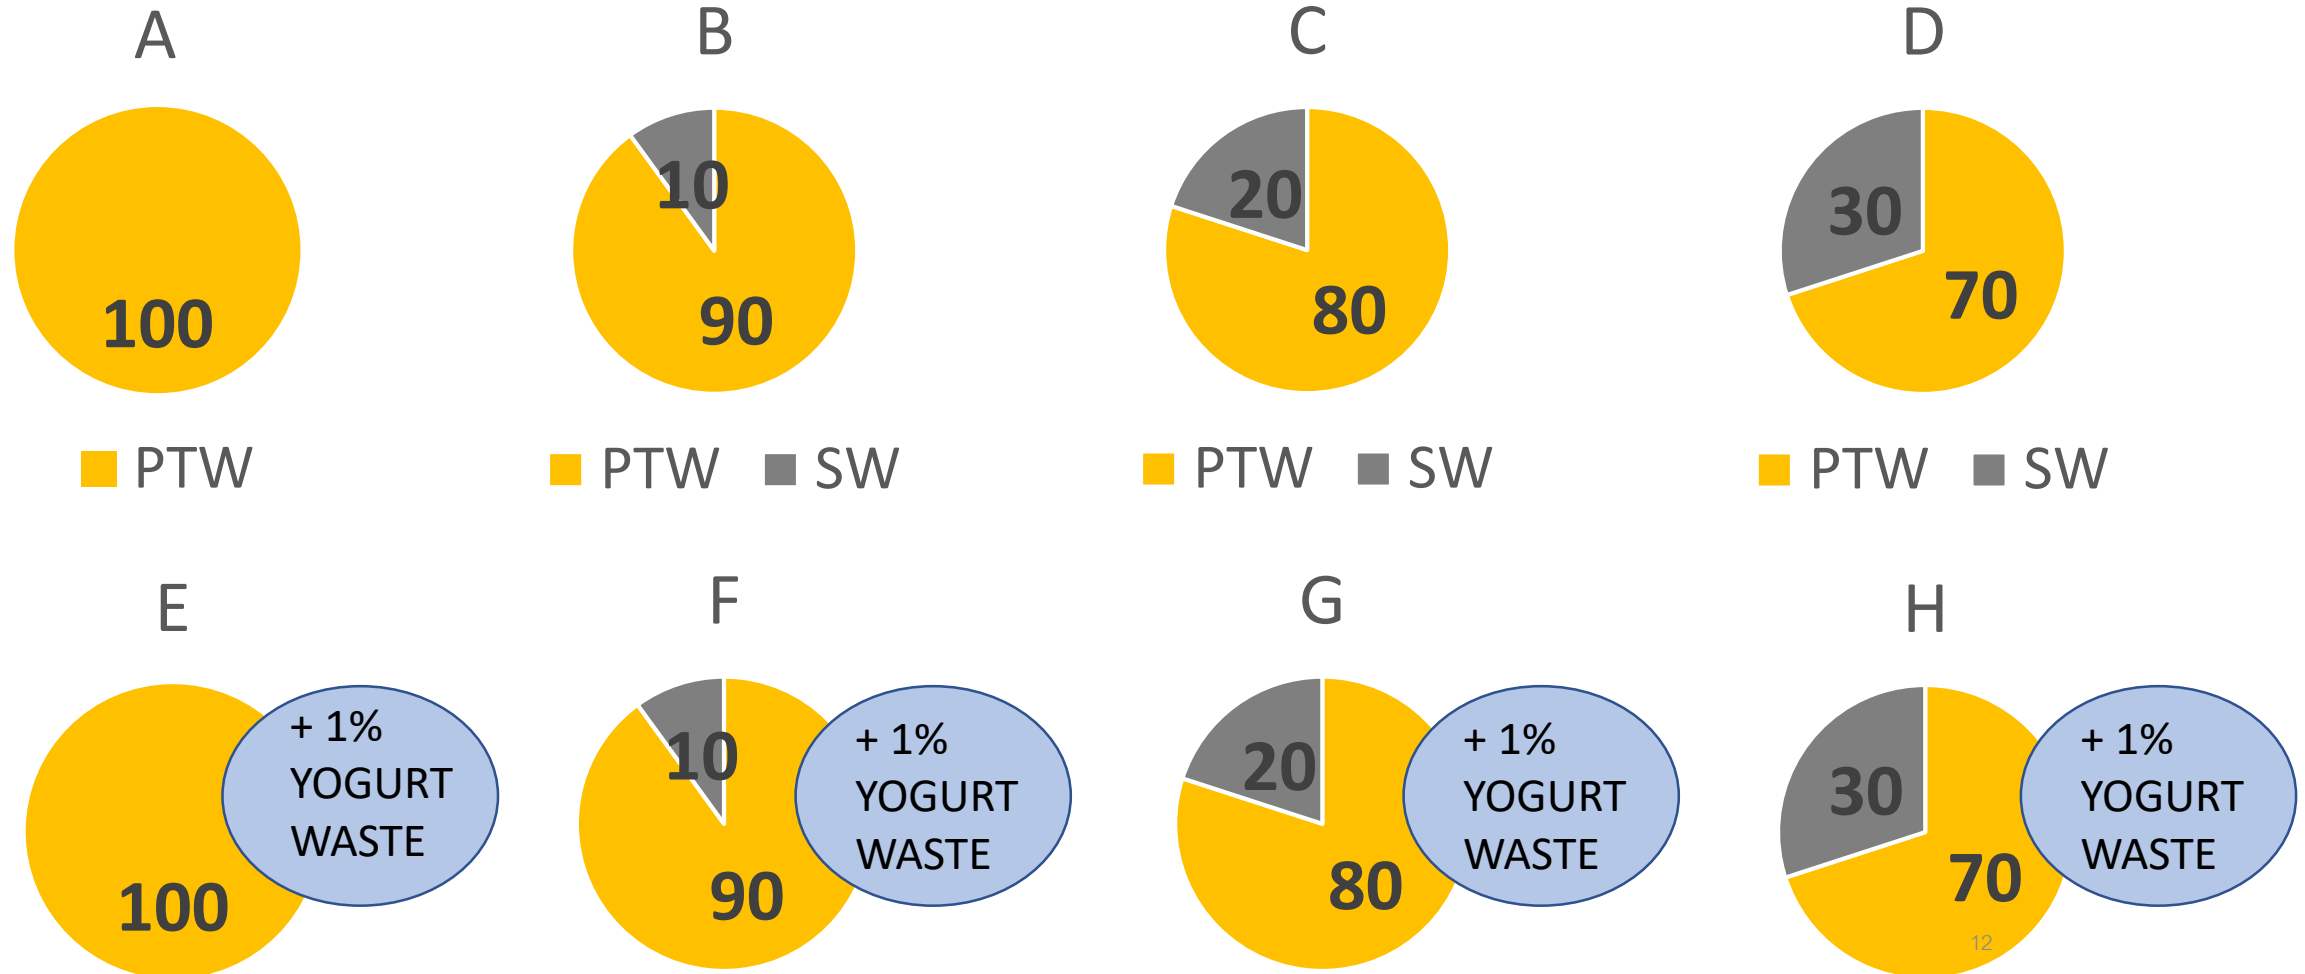 A
100
PTW
B
10
90
PTW SW
C
20
80
PTW SW
D
30
70
PTW SW
E
100
+ 1%
YOGURT
WASTE
F
10
90
+ 1%
YOGURT
WASTE
G
20
80
+ 1%
YOGURT
WASTE
H
30
70
+ 1%
YOGURT
WASTE
12